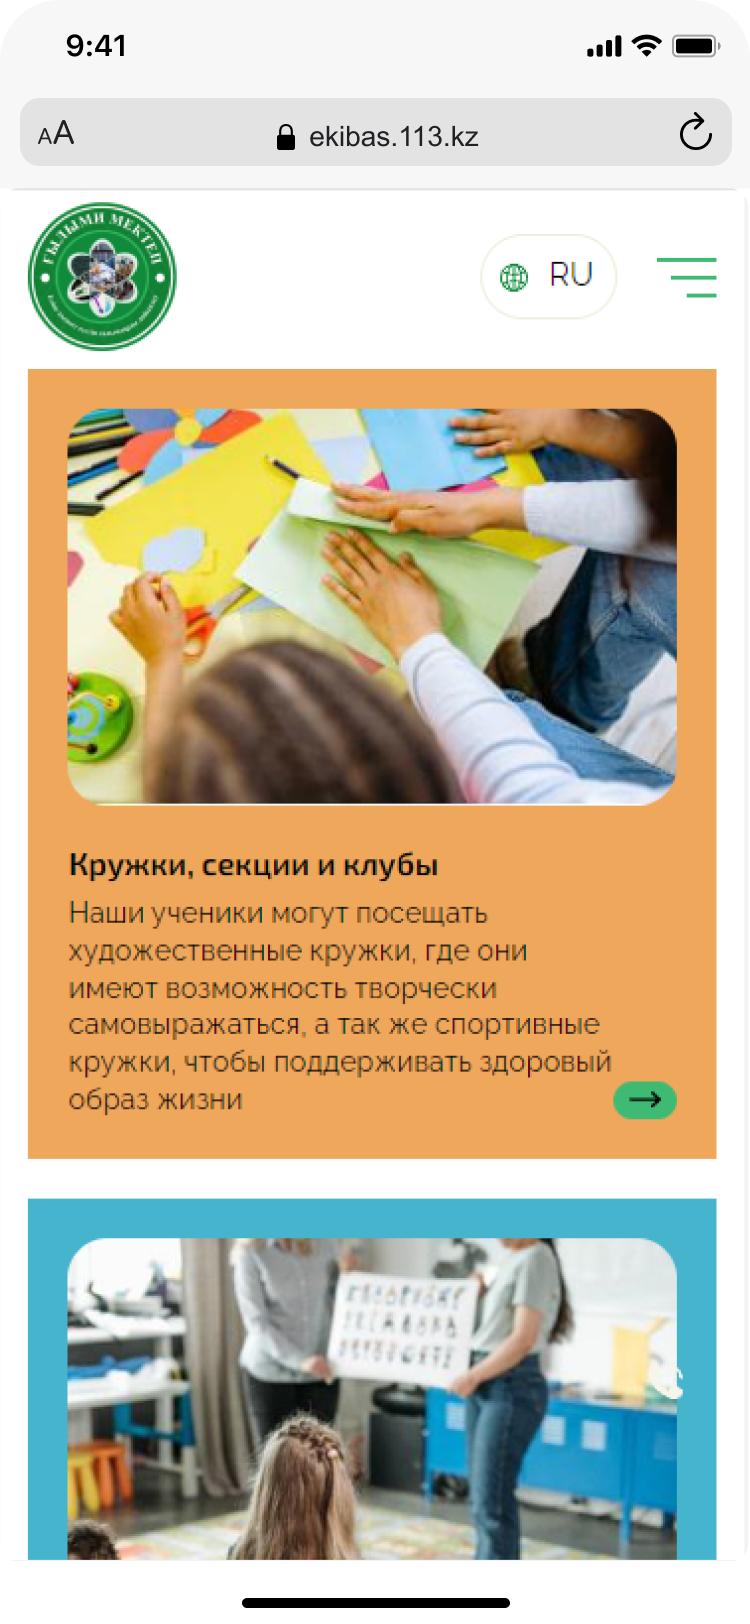 9:41
AA
ekibas.113.kz
ҒЫЛЫМИ МЕКТЕП
RU
Кружки, секции и клубы
Наши ученики могут посещать
художественные кружки, где они
имеют возможность творчески
самовыражаться, а так же спортивные
кружки, чтобы поддерживать здоровый
образ жизни